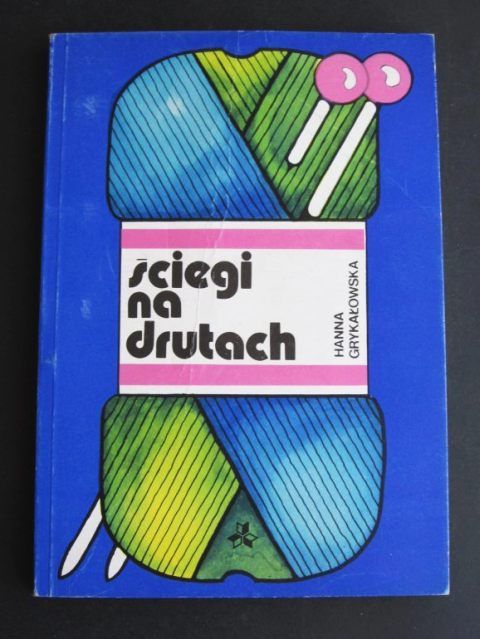 ściegi
na
drutach
HANNA
GRYKAŁOWSKA